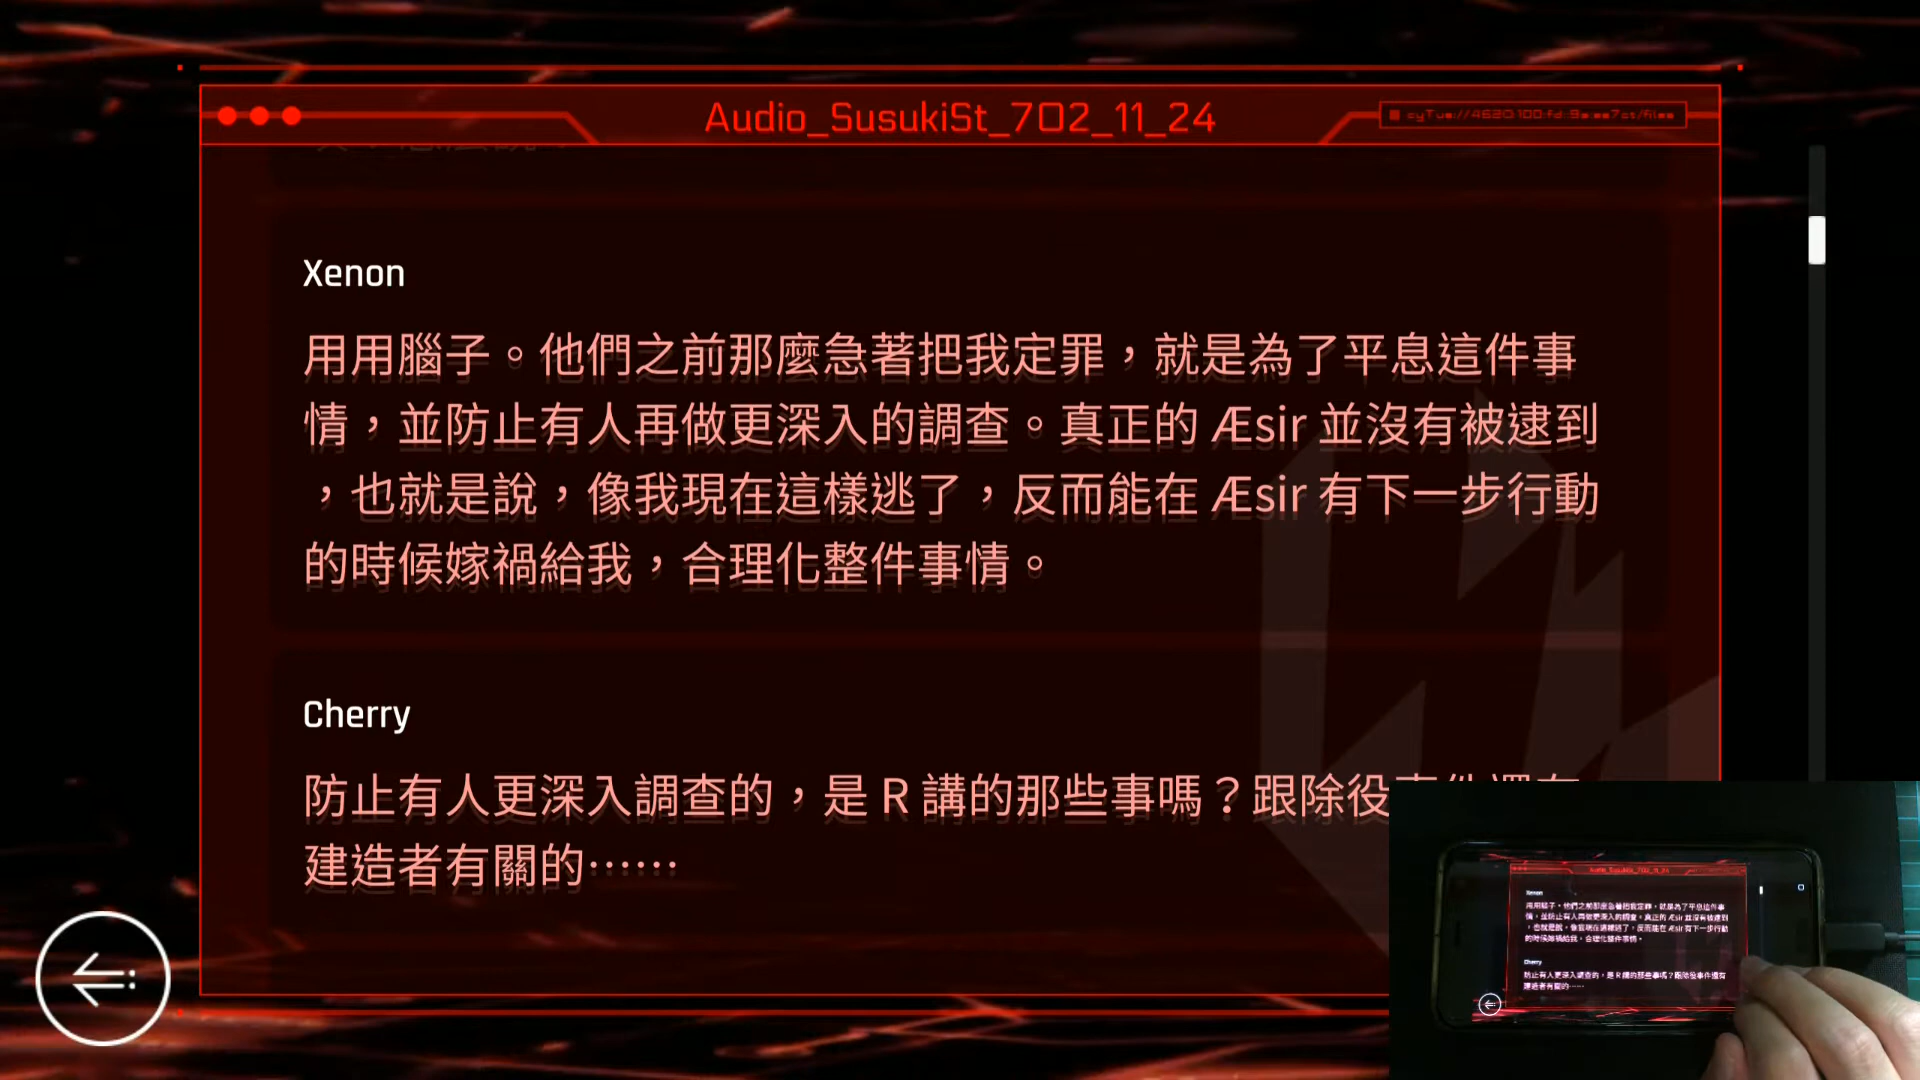 Audio_SusukiSt_702_11_24
Xenon
用用腦子。他們之前那麼急著把我定罪，就是為了平息這件事
情，並防止有人再做更深入的調查。真正的 Æsir 並沒有被逮到
，也就是說，像我現在這樣逃了，反而能在 Æsir 有下一步行動
的時候嫁禍給我，合理化整件事情。
Cherry
防止有人更深入調查的，是 R 講的那些事嗎？跟除役事件還有
建造者有關的⋯⋯